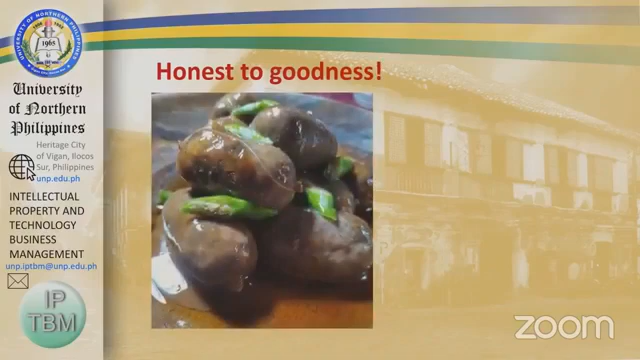 UNIVERSITY OF NORTHERN PHILIPPINES
1965
Honest to goodness!
University
of Northern
Philippines
Heritage City
of Vigan, Ilocos
Sur, Philippines
unp.edu.ph
INTELLECTUAL
PROPERTY AND
TECHNOLOGY
BUSINESS
MANAGEMENT
unp.iptbm@unp.edu.ph
IP
TBM
zoom